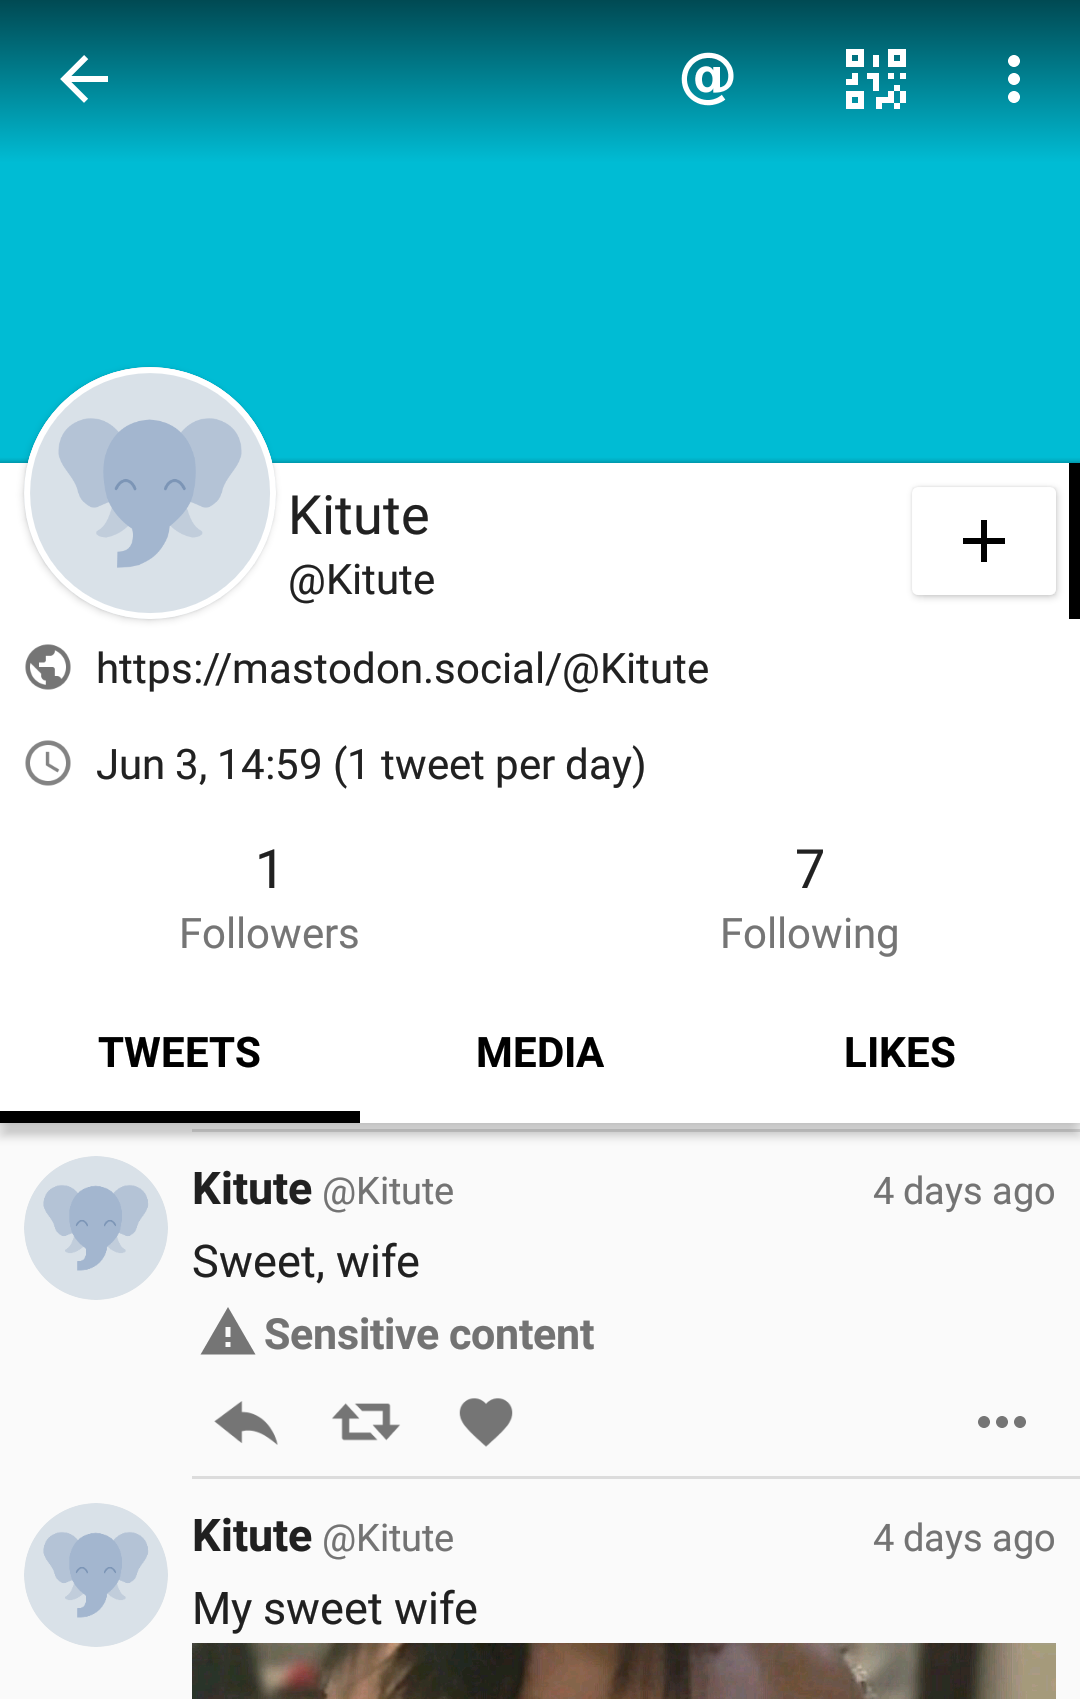 @
Kitute
@Kitute
https://mastodon.social/@Kitute
Jun 3, 14:59 (1 tweet per day)
1 7
Followers Following
TWEETS MEDIA LIKES
Kitute @Kitute 4 days ago
Sweet, wife
Sensitive content
Kitute @Kitute 4 days ago
My sweet wife